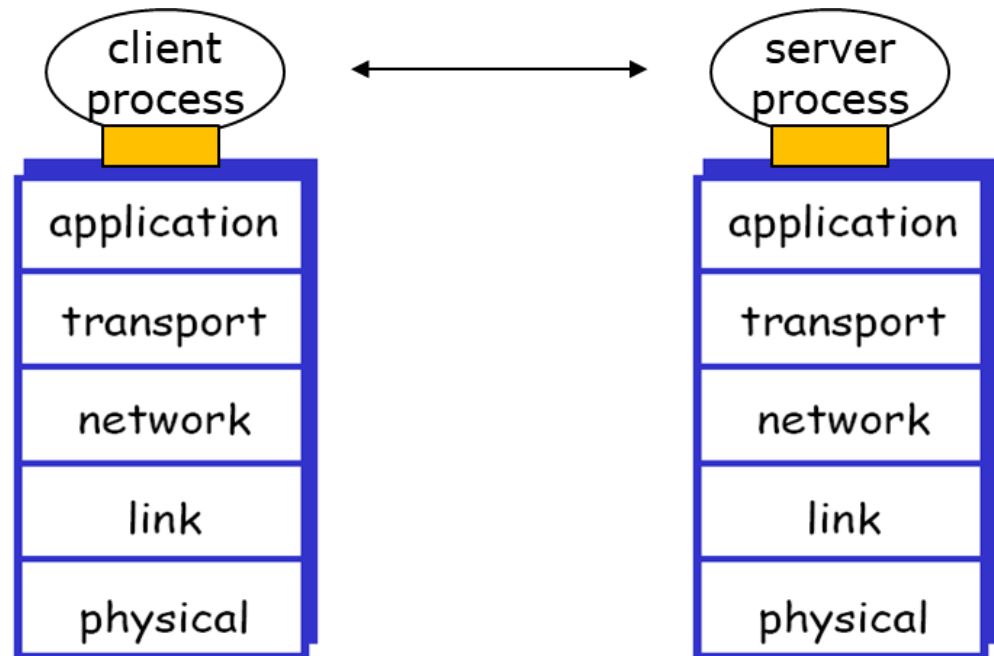 client
process
server
process
application
transport
network
link
physical
application
transport
network
link
physical